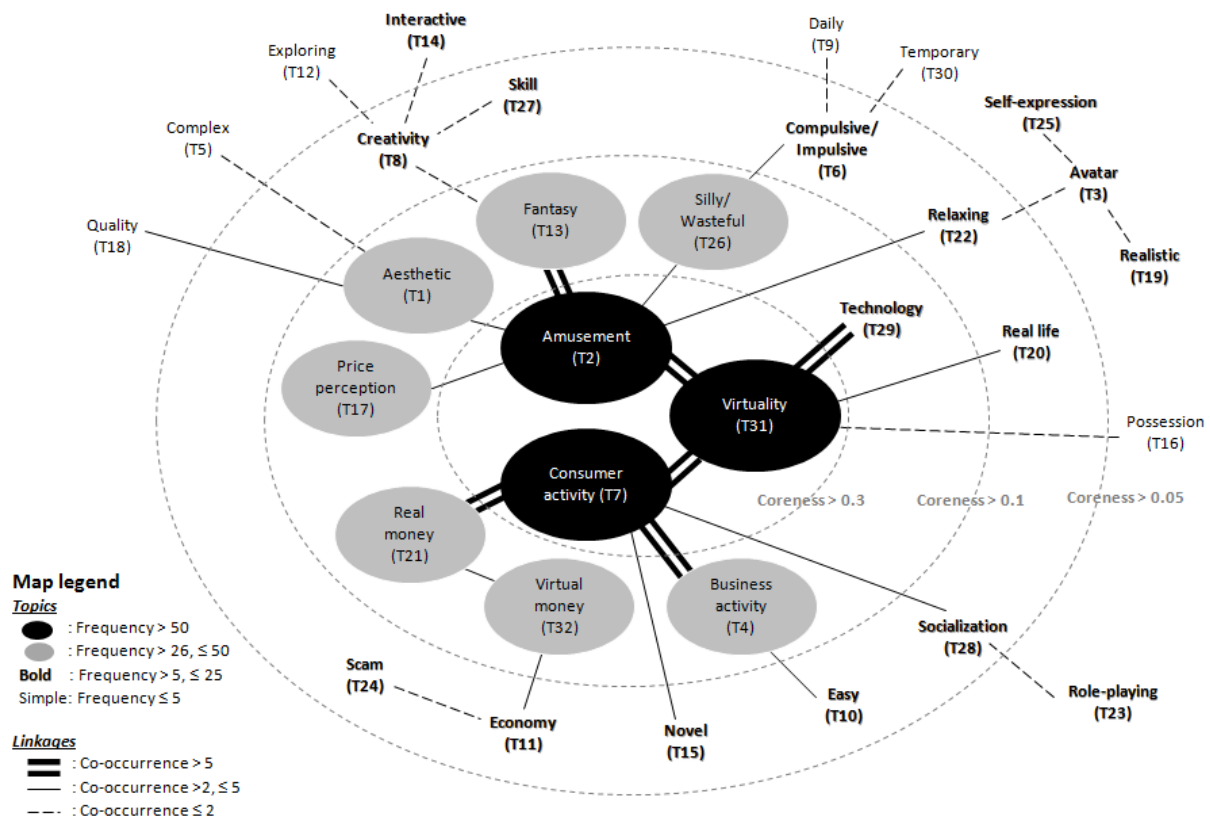 Interactive
(T14)
Daily
(T9)
Exploring
(T12)
Temporary
(T30)
Skill
(T27)
Self-expression
(T25)
Complex
(T5)
Creativity
(T8)
Compulsive/
Impulsive
(T6)
Avatar
(T3)
Quality
(T18)
Fantasy
(T13)
Silly/
Wasteful
(T26)
Relaxing
(T22)
Realistic
(T19)
Aesthetic
(T1)
Amusement
(T2)
Technology
(T29)
Real life
(T20)
Price
perception
(T17)
Virtuality
(T31)
Possession
(T16)
Consumer
activity (T7)
Coreness > 0.3
Coreness > 0.1
Coreness > 0.05
Real
money
(T21)
Virtual
money
(T32)
Business
activity
(T4)
Socialization
(T28)
Scam
(T24)
Economy
(T11)
Novel
(T15)
Easy
(T10)
Role-playing
(T23)
Map legend
Topics
: Frequency > 50
: Frequency > 26, ≤ 50
Bold : Frequency > 5, ≤ 25
Simple: Frequency ≤ 5
Linkages
: Co-occurrence > 5
: Co-occurrence >2, ≤ 5
: Co-occurrence ≤ 2